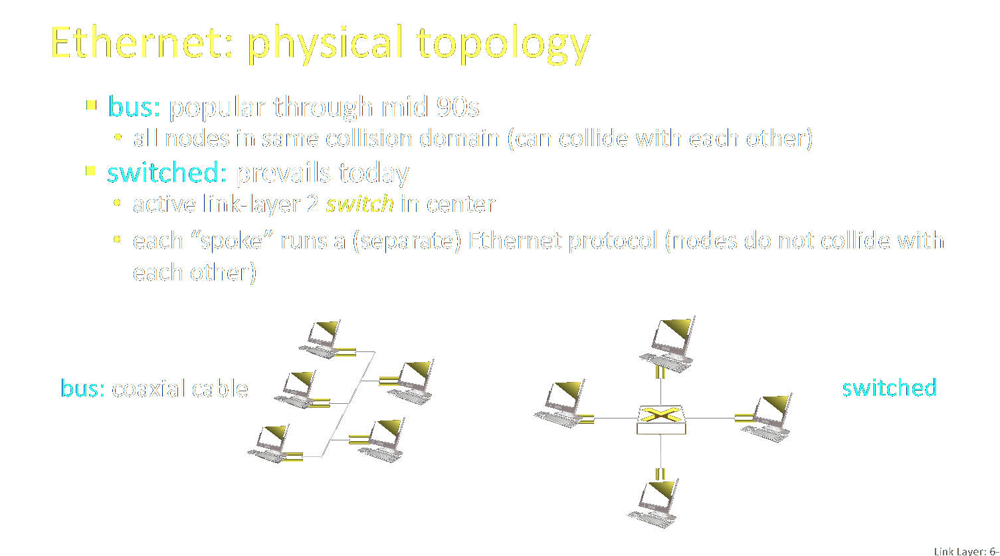 Ethernet: physical topology
▪ bus: popular through mid 90s
• all nodes in same collision domain (can collide with each other)
▪ switched: prevails today
• active link-layer 2 switch in center
• each “spoke” runs a (separate) Ethernet protocol (nodes do not collide with
each other)
bus: coaxial cable
switched
Link Layer: 6-